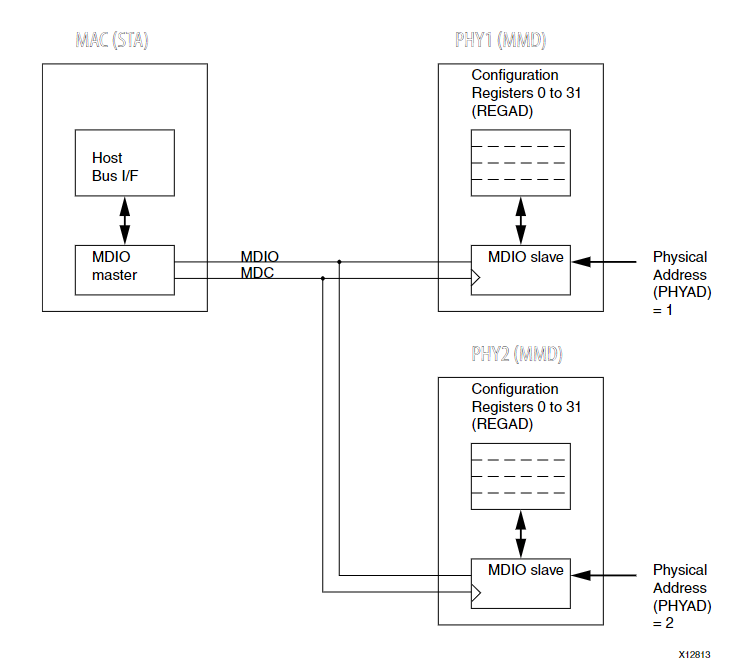 MAC (STA)
PHY1 (MMD)
Configuration
Registers 0 to 31
(REGAD)
Host
Bus I/F
MDIO
master
MDIO
MDC
MDIO slave
Physical
Address
(PHYAD)
= 1
PHY2 (MMD)
Configuration
Registers 0 to 31
(REGAD)
MDIO slave
Physical
Address
(PHYAD)
= 2
X12813